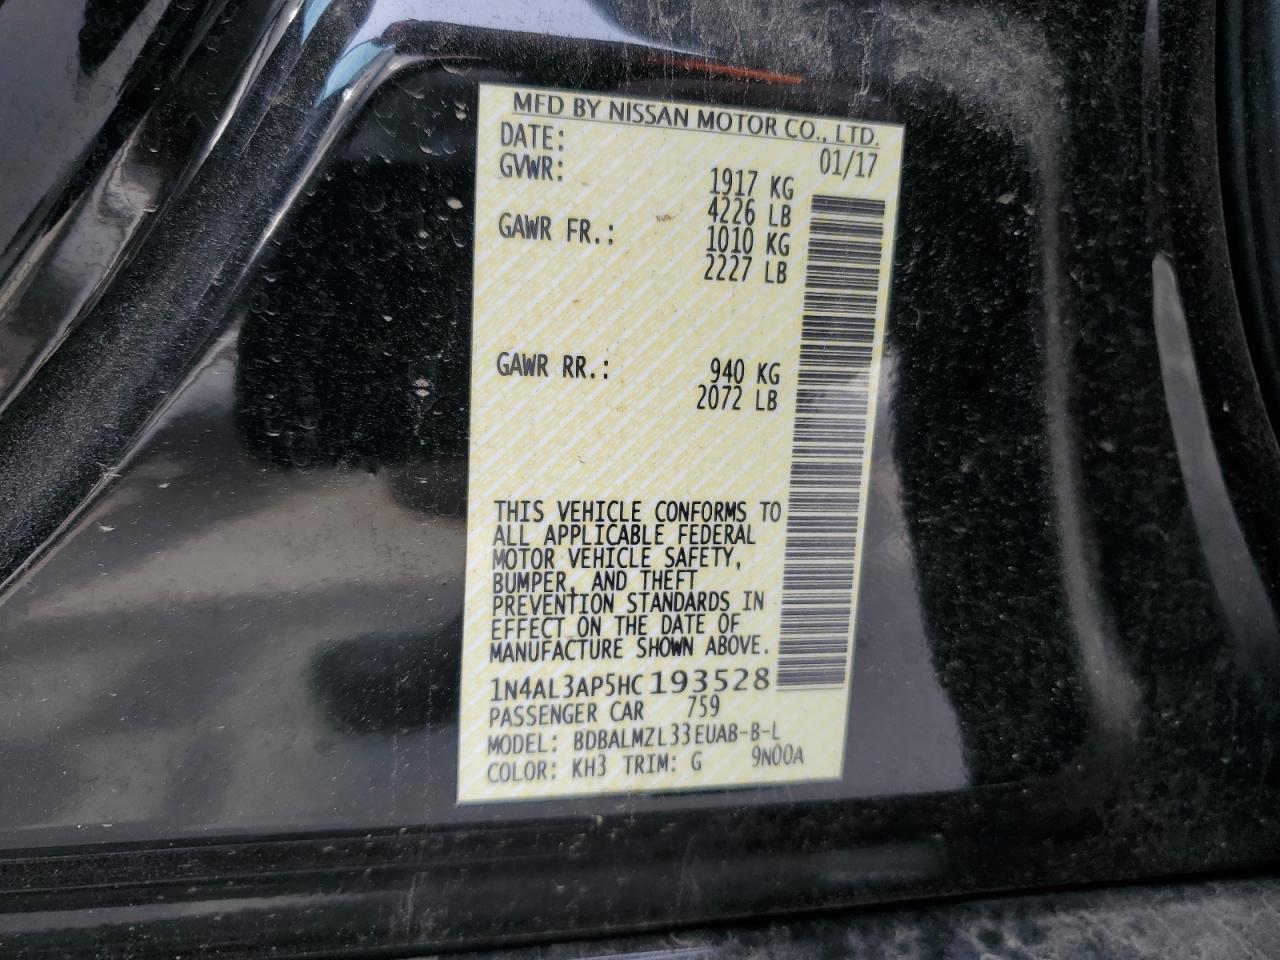 MFD BY NISSAN MOTOR CO., LTD.
DATE: 01/17
GVWR: 1917 KG
4226 LB
GAWR FR.: 1010 KG
2227 LB
GAWR RR.: 940 KG
2072 LB
THIS VEHICLE CONFORMS TO
ALL APPLICABLE FEDERAL
MOTOR VEHICLE SAFETY,
BUMPER, AND THEFT
PREVENTION STANDARDS IN
EFFECT ON THE DATE OF
MANUFACTURE SHOWN ABOVE.
1N4AL3AP5HC193528
PASSENGER CAR 759
MODEL: BDBALMZL33EUAB-B-L
COLOR: KH3 TRIM: G 9N00A